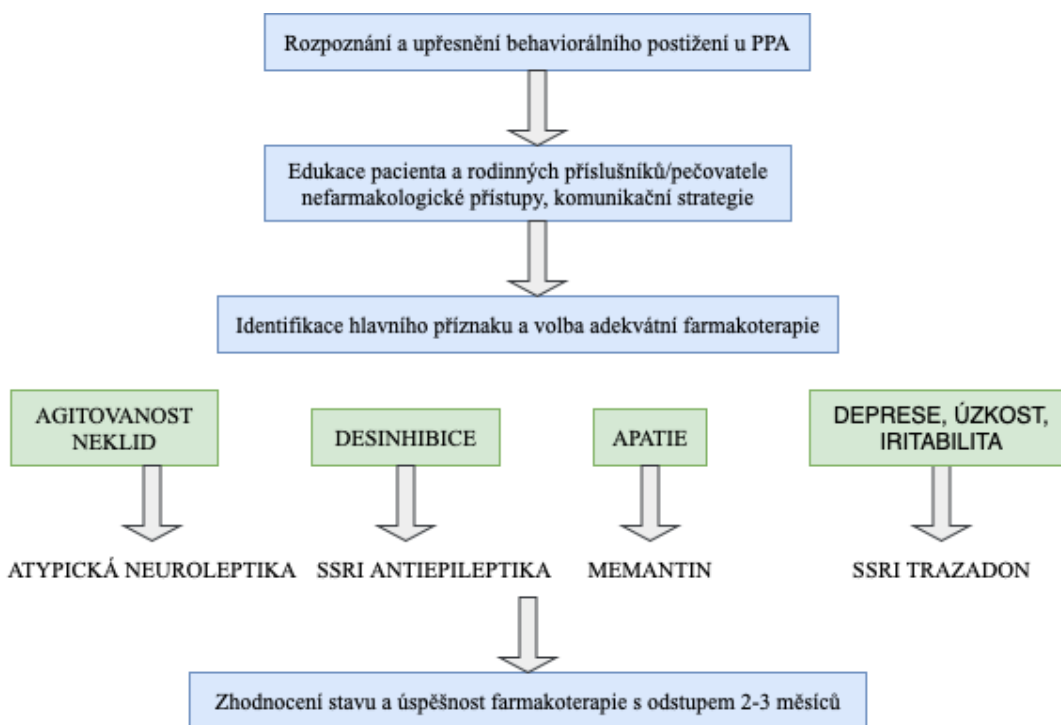 Rozpoznání a upřesnění behaviorálního postižení u PPA
Edukace pacienta a rodinných příslušníků/pečovatele
nefarmakologické přístupy, komunikační strategie
Identifikace hlavního příznaku a volba adekvátní farmakoterapie
AGITOVANOST
NEKLID
DESINHIBICE
APATIE
DEPRESE, ÚZKOST,
IRITABILITA
ATYPICKÁ NEUROLEPTIKA
SSRI ANTIEPILEPTIKA
MEMANTIN
SSRI TRAZADON
Zhodnocení stavu a úspěšnost farmakoterapie s odstupem 2-3 měsíců